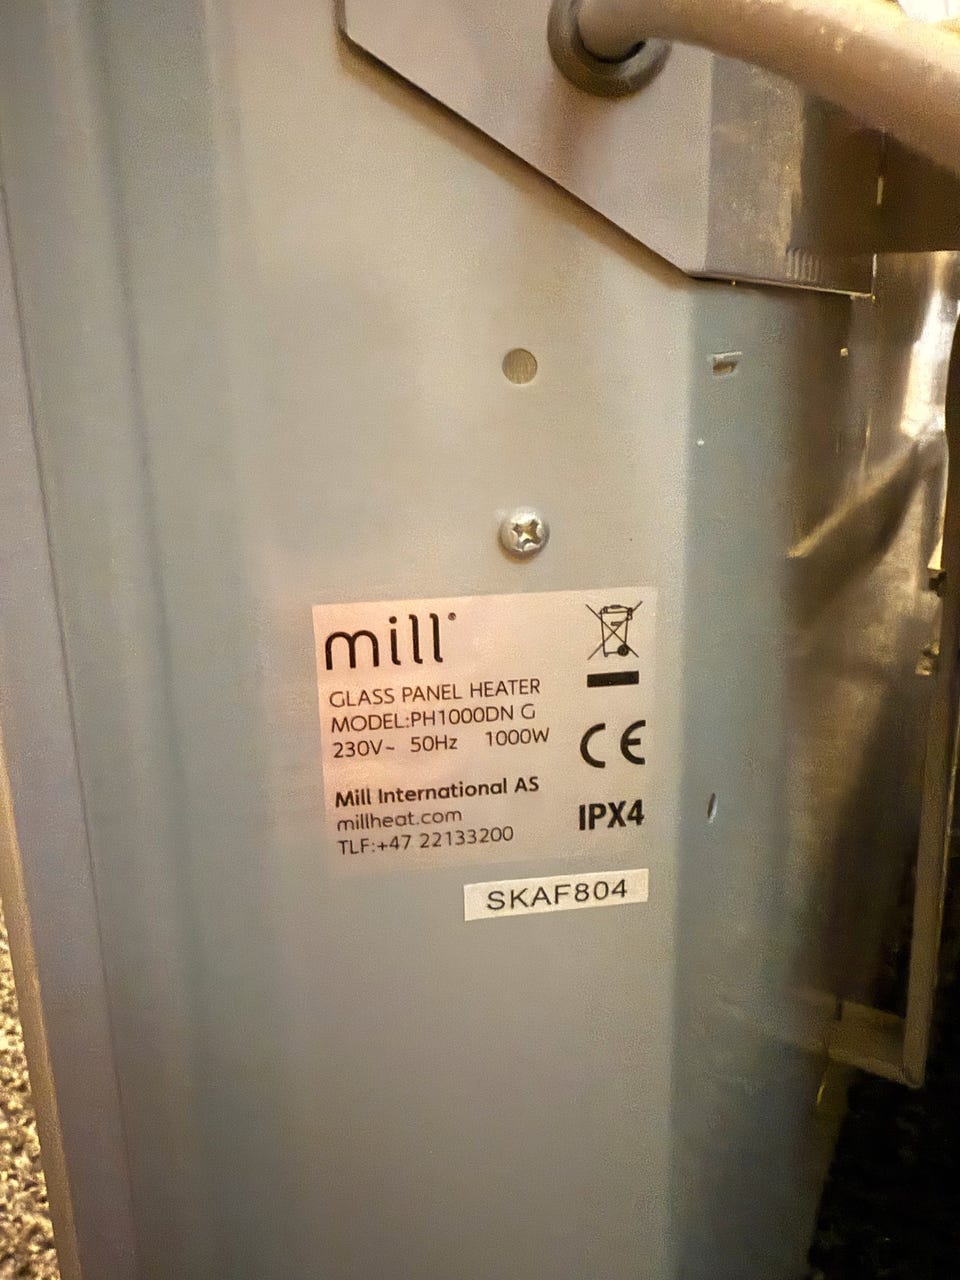 mill®
GLASS PANEL HEATER
MODEL:PH1000DN G
230V~ 50Hz 1000W
CE
Mill International AS
millheat.com
TLF:+47 22133200
IPX4
SKAF804